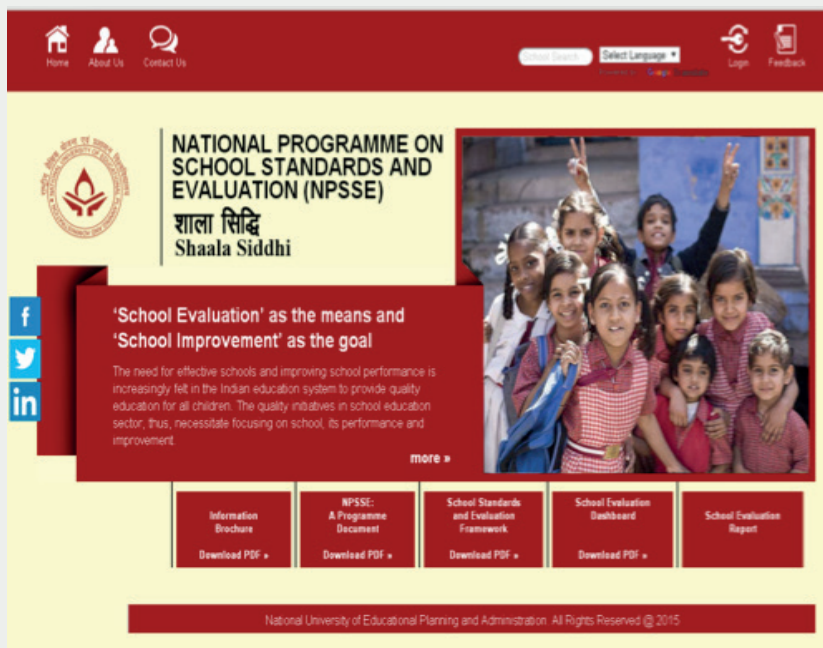 Home
About Us
Contact Us
School Search
Select Language
Login
Feedback
NATIONAL PROGRAMME ON
SCHOOL STANDARDS AND
EVALUATION (NPSSE)
शाला सिद्धि
Shaala Siddhi
'School Evaluation' as the means and
'School Improvement' as the goal
The need for effective schools and improving school performance is
increasingly felt in the Indian education system to provide quality
education for all children. The quality initiatives in school education
sector, thus, necessitate focusing on school, its performance and
improvement.
more »
f
in
Information
Brochure
Download PDF »
NPSSE:
A Programme
Document
Download PDF »
School Standards
and Evaluation
Framework
Download PDF »
School Evaluation
Dashboard
Download PDF »
School Evaluation
Report
National University of Educational Planning and Administration. All Rights Reserved @ 2015